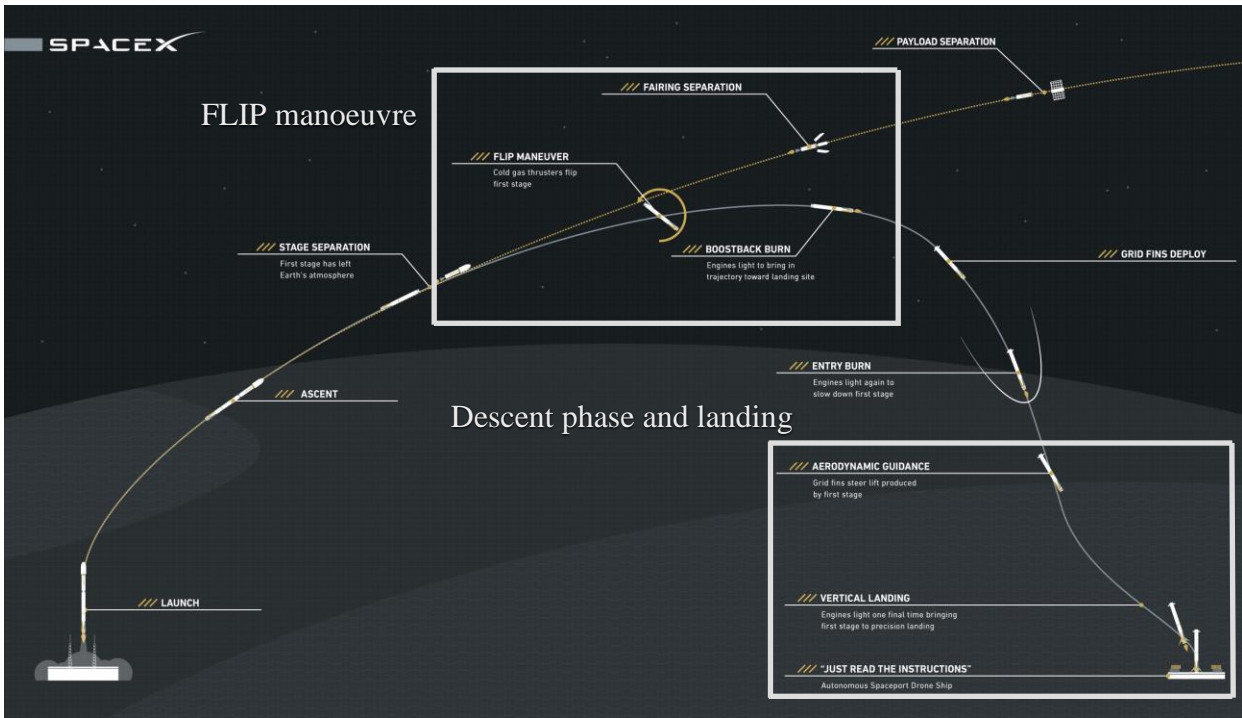 SPACEX
/// PAYLOAD SEPARATION
/// FAIRING SEPARATION
FLIP manoeuvre
/// FLIP MANEUVER
Cold gas thrusters flip
first stage
/// STAGE SEPARATION
First stage has left
Earth's atmosphere
/// BOOSTBACK BURN
Engines light to bring in
trajectory toward landing site
/// GRID FINS DEPLOY
/// ENTRY BURN
Engines light again to
slow down first stage
/// ASCENT
Descent phase and landing
/// AERODYNAMIC GUIDANCE
Grid fins steer lift produced
by first stage
/// VERTICAL LANDING
Engines light one final time bringing
first stage to precision landing
/// LAUNCH
/// "JUST READ THE INSTRUCTIONS"
Autonomous Spaceport Drone Ship